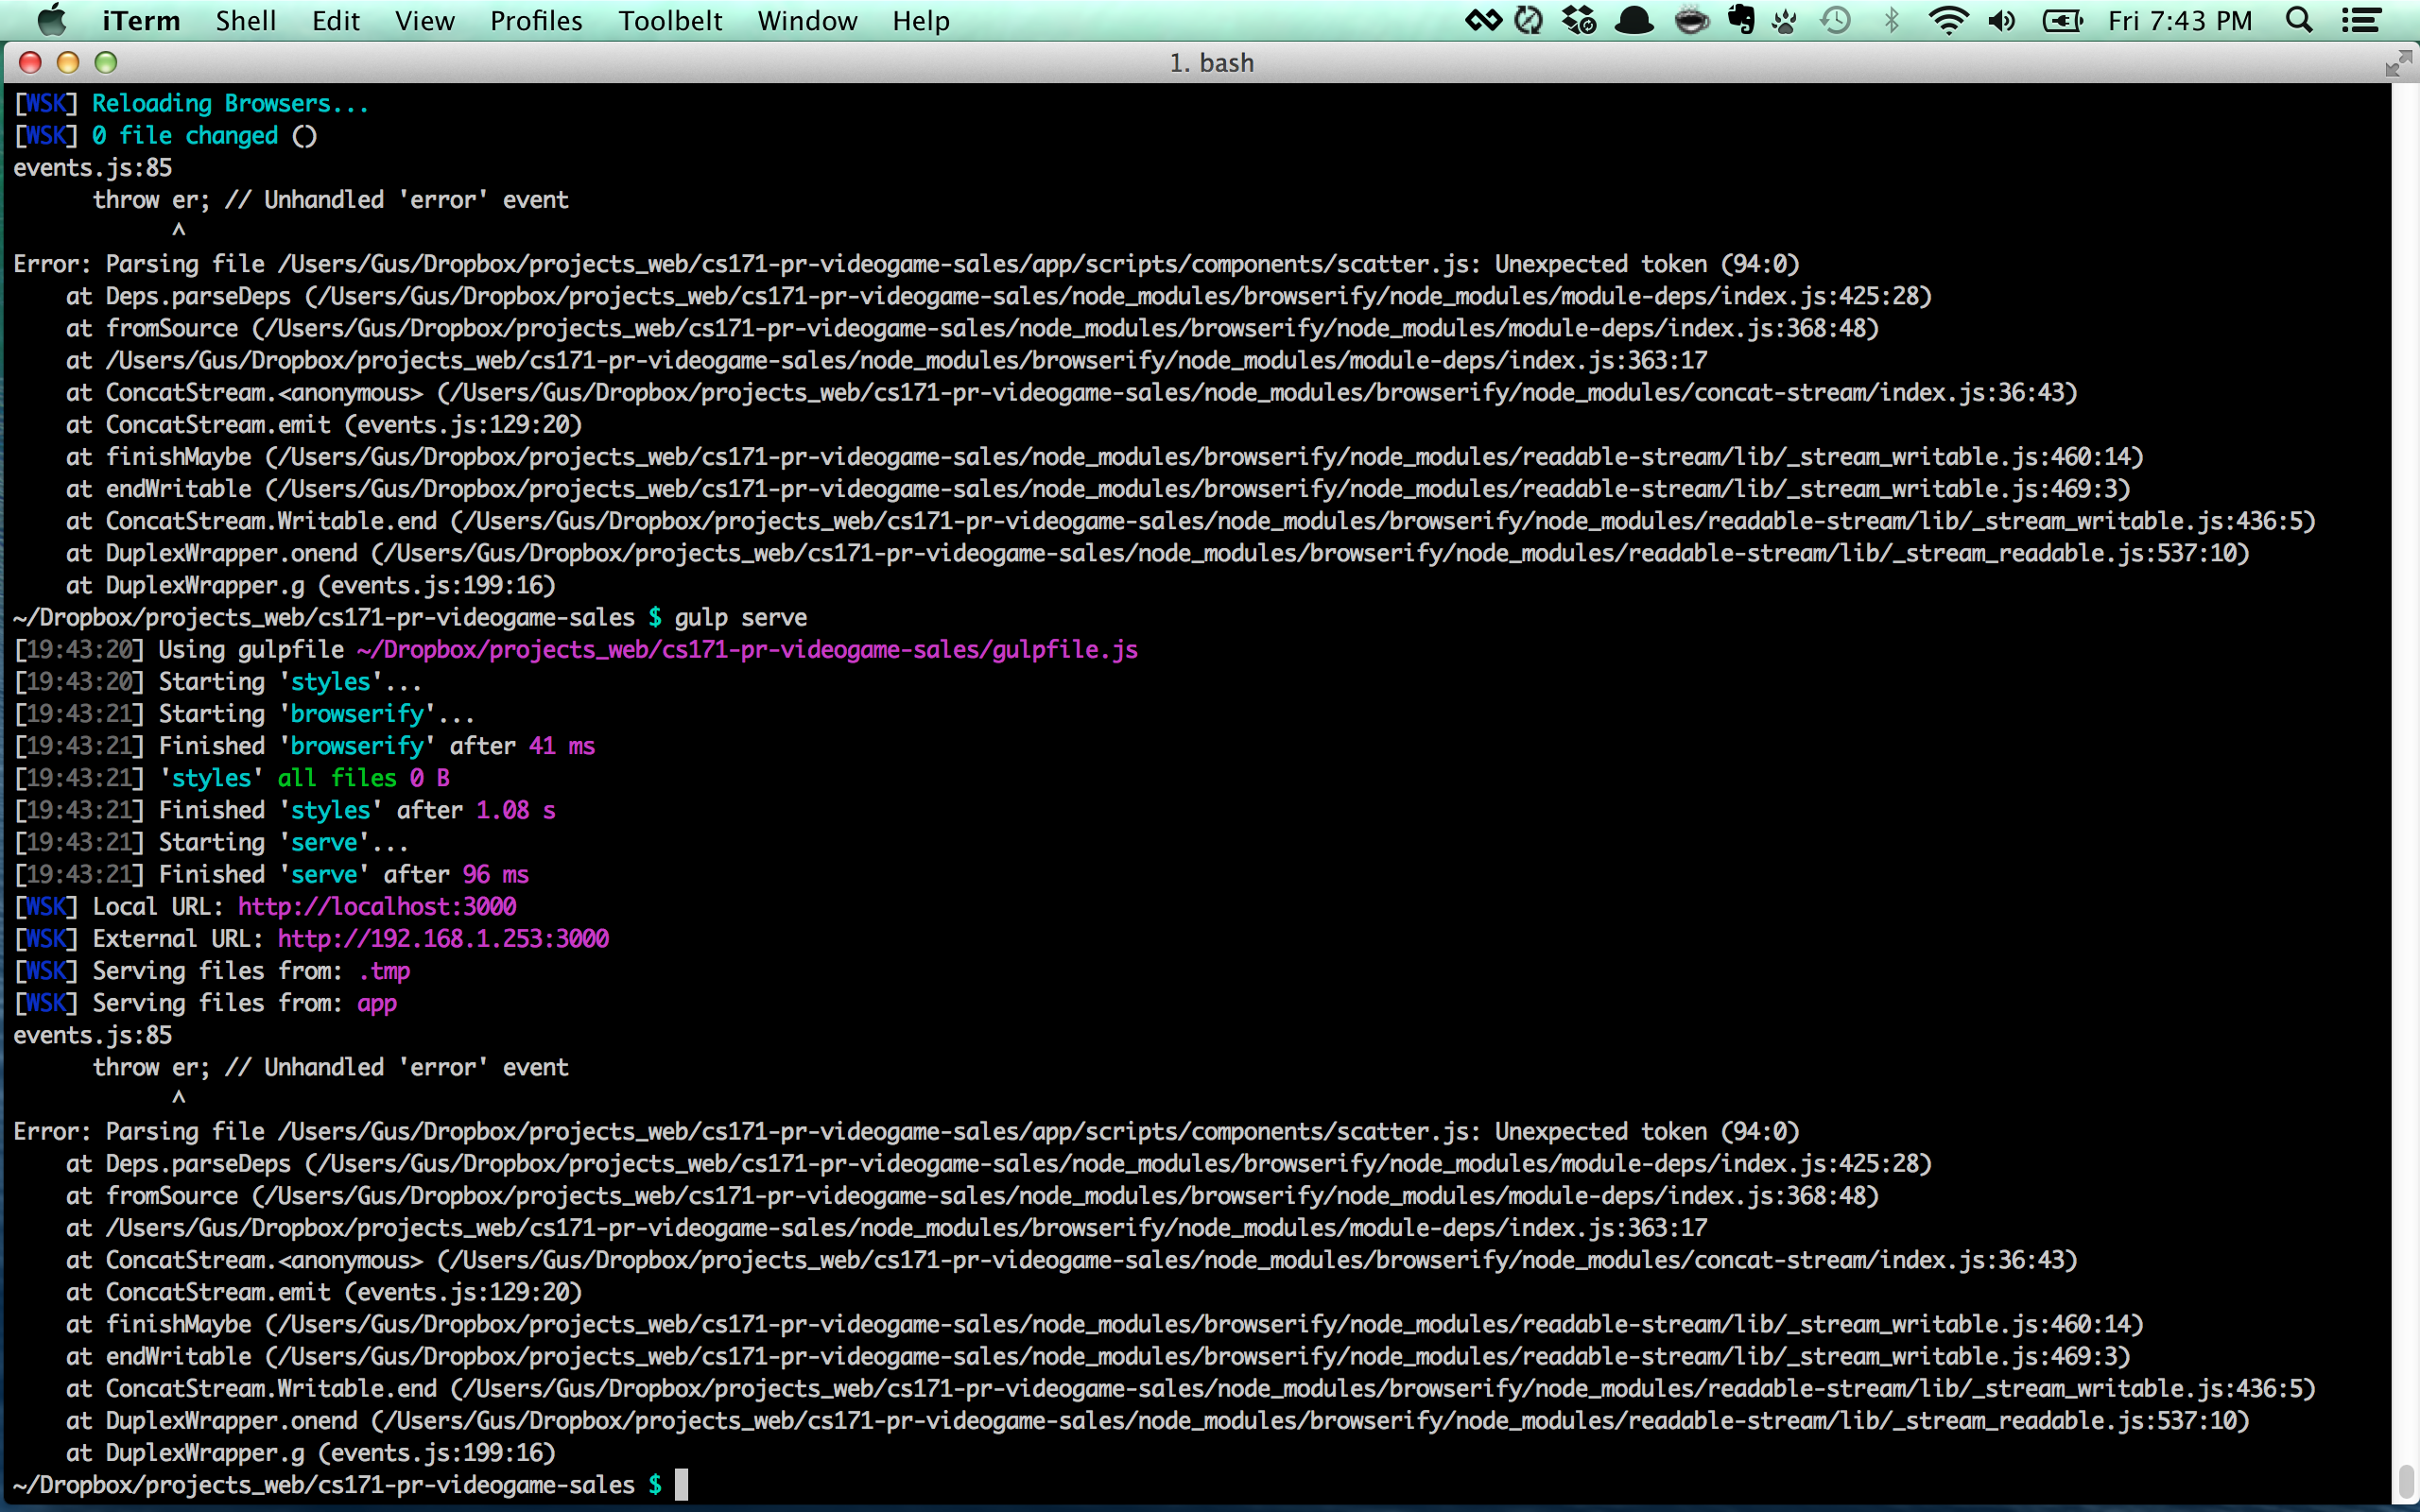 iTerm Shell Edit View Profiles Toolbelt Window Help Fri 7:43 PM
1. bash
[WSK] Reloading Browsers...
[WSK] 0 file changed ()
events.js:85
      throw er; // Unhandled 'error' event
            ^
Error: Parsing file /Users/Gus/Dropbox/projects_web/cs171-pr-videogame-sales/app/scripts/components/scatter.js: Unexpected token (94:0)
    at Deps.parseDeps (/Users/Gus/Dropbox/projects_web/cs171-pr-videogame-sales/node_modules/browserify/node_modules/module-deps/index.js:425:28)
    at fromSource (/Users/Gus/Dropbox/projects_web/cs171-pr-videogame-sales/node_modules/browserify/node_modules/module-deps/index.js:368:48)
    at /Users/Gus/Dropbox/projects_web/cs171-pr-videogame-sales/node_modules/browserify/node_modules/module-deps/index.js:363:17
    at ConcatStream.<anonymous> (/Users/Gus/Dropbox/projects_web/cs171-pr-videogame-sales/node_modules/browserify/node_modules/concat-stream/index.js:36:43)
    at ConcatStream.emit (events.js:129:20)
    at finishMaybe (/Users/Gus/Dropbox/projects_web/cs171-pr-videogame-sales/node_modules/browserify/node_modules/readable-stream/lib/_stream_writable.js:460:14)
    at endWritable (/Users/Gus/Dropbox/projects_web/cs171-pr-videogame-sales/node_modules/browserify/node_modules/readable-stream/lib/_stream_writable.js:469:3)
    at ConcatStream.Writable.end (/Users/Gus/Dropbox/projects_web/cs171-pr-videogame-sales/node_modules/browserify/node_modules/readable-stream/lib/_stream_writable.js:436:5)
    at DuplexWrapper.onend (/Users/Gus/Dropbox/projects_web/cs171-pr-videogame-sales/node_modules/browserify/node_modules/readable-stream/lib/_stream_readable.js:537:10)
    at DuplexWrapper.g (events.js:199:16)
~/Dropbox/projects_web/cs171-pr-videogame-sales $ gulp serve
[19:43:20] Using gulpfile ~/Dropbox/projects_web/cs171-pr-videogame-sales/gulpfile.js
[19:43:20] Starting 'styles'...
[19:43:21] Starting 'browserify'...
[19:43:21] Finished 'browserify' after 41 ms
[19:43:21] 'styles' all files 0 B
[19:43:21] Finished 'styles' after 1.08 s
[19:43:21] Starting 'serve'...
[19:43:21] Finished 'serve' after 96 ms
[WSK] Local URL: http://localhost:3000
[WSK] External URL: http://192.168.1.253:3000
[WSK] Serving files from: .tmp
[WSK] Serving files from: app
events.js:85
      throw er; // Unhandled 'error' event
            ^
Error: Parsing file /Users/Gus/Dropbox/projects_web/cs171-pr-videogame-sales/app/scripts/components/scatter.js: Unexpected token (94:0)
    at Deps.parseDeps (/Users/Gus/Dropbox/projects_web/cs171-pr-videogame-sales/node_modules/browserify/node_modules/module-deps/index.js:425:28)
    at fromSource (/Users/Gus/Dropbox/projects_web/cs171-pr-videogame-sales/node_modules/browserify/node_modules/module-deps/index.js:368:48)
    at /Users/Gus/Dropbox/projects_web/cs171-pr-videogame-sales/node_modules/browserify/node_modules/module-deps/index.js:363:17
    at ConcatStream.<anonymous> (/Users/Gus/Dropbox/projects_web/cs171-pr-videogame-sales/node_modules/browserify/node_modules/concat-stream/index.js:36:43)
    at ConcatStream.emit (events.js:129:20)
    at finishMaybe (/Users/Gus/Dropbox/projects_web/cs171-pr-videogame-sales/node_modules/browserify/node_modules/readable-stream/lib/_stream_writable.js:460:14)
    at endWritable (/Users/Gus/Dropbox/projects_web/cs171-pr-videogame-sales/node_modules/browserify/node_modules/readable-stream/lib/_stream_writable.js:469:3)
    at ConcatStream.Writable.end (/Users/Gus/Dropbox/projects_web/cs171-pr-videogame-sales/node_modules/browserify/node_modules/readable-stream/lib/_stream_writable.js:436:5)
    at DuplexWrapper.onend (/Users/Gus/Dropbox/projects_web/cs171-pr-videogame-sales/node_modules/browserify/node_modules/readable-stream/lib/_stream_readable.js:537:10)
    at DuplexWrapper.g (events.js:199:16)
~/Dropbox/projects_web/cs171-pr-videogame-sales $